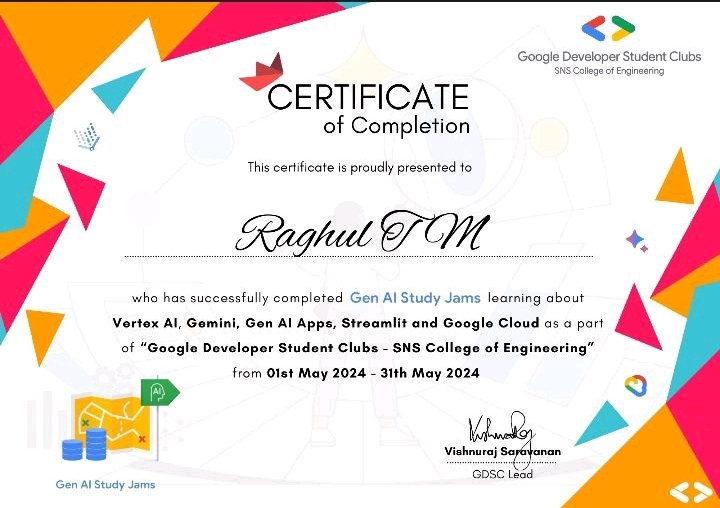 Google Developer Student Clubs
SNS College of Engineering
CERTIFICATE
of Completion
This certificate is proudly presented to
Raghul T M
who has successfully completed Gen AI Study Jams learning about
Vertex AI, Gemini, Gen AI Apps, Streamlit and Google Cloud as a part
of “Google Developer Student Clubs - SNS College of Engineering”
from 01st May 2024 - 31th May 2024
AI
Vishnuraj Saravanan
GDSC Lead
Gen AI Study Jams